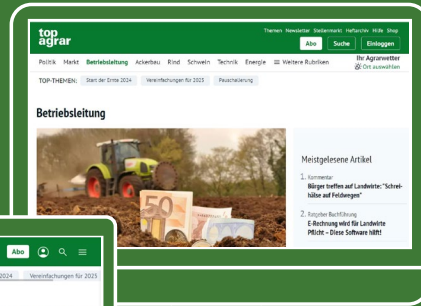 top
agrar
Themen Newsletter Stellenmarkt Heftarchiv Hilfe Shop
Abo Suche Einloggen
Politik Markt Betriebsleitung Ackerbau Rind Schwein Technik Energie Weitere Rubriken
Ihr Agrarwetter
Ort auswählen
TOP-THEMEN: Start der Ernte 2024 Vereinfachungen für 2023 Pauschalierung
Betriebsleitung
50
Meistgelesene Artikel
1. Kommentar
Bürger treffen auf Landwirte: "Schrei-
hälse auf Feldwegen"
2. Ratgeber Buchführung
E-Rechnung wird für Landwirte
Pflicht – Diese Software hilft!
Abo
2024 Vereinfachungen für 2023